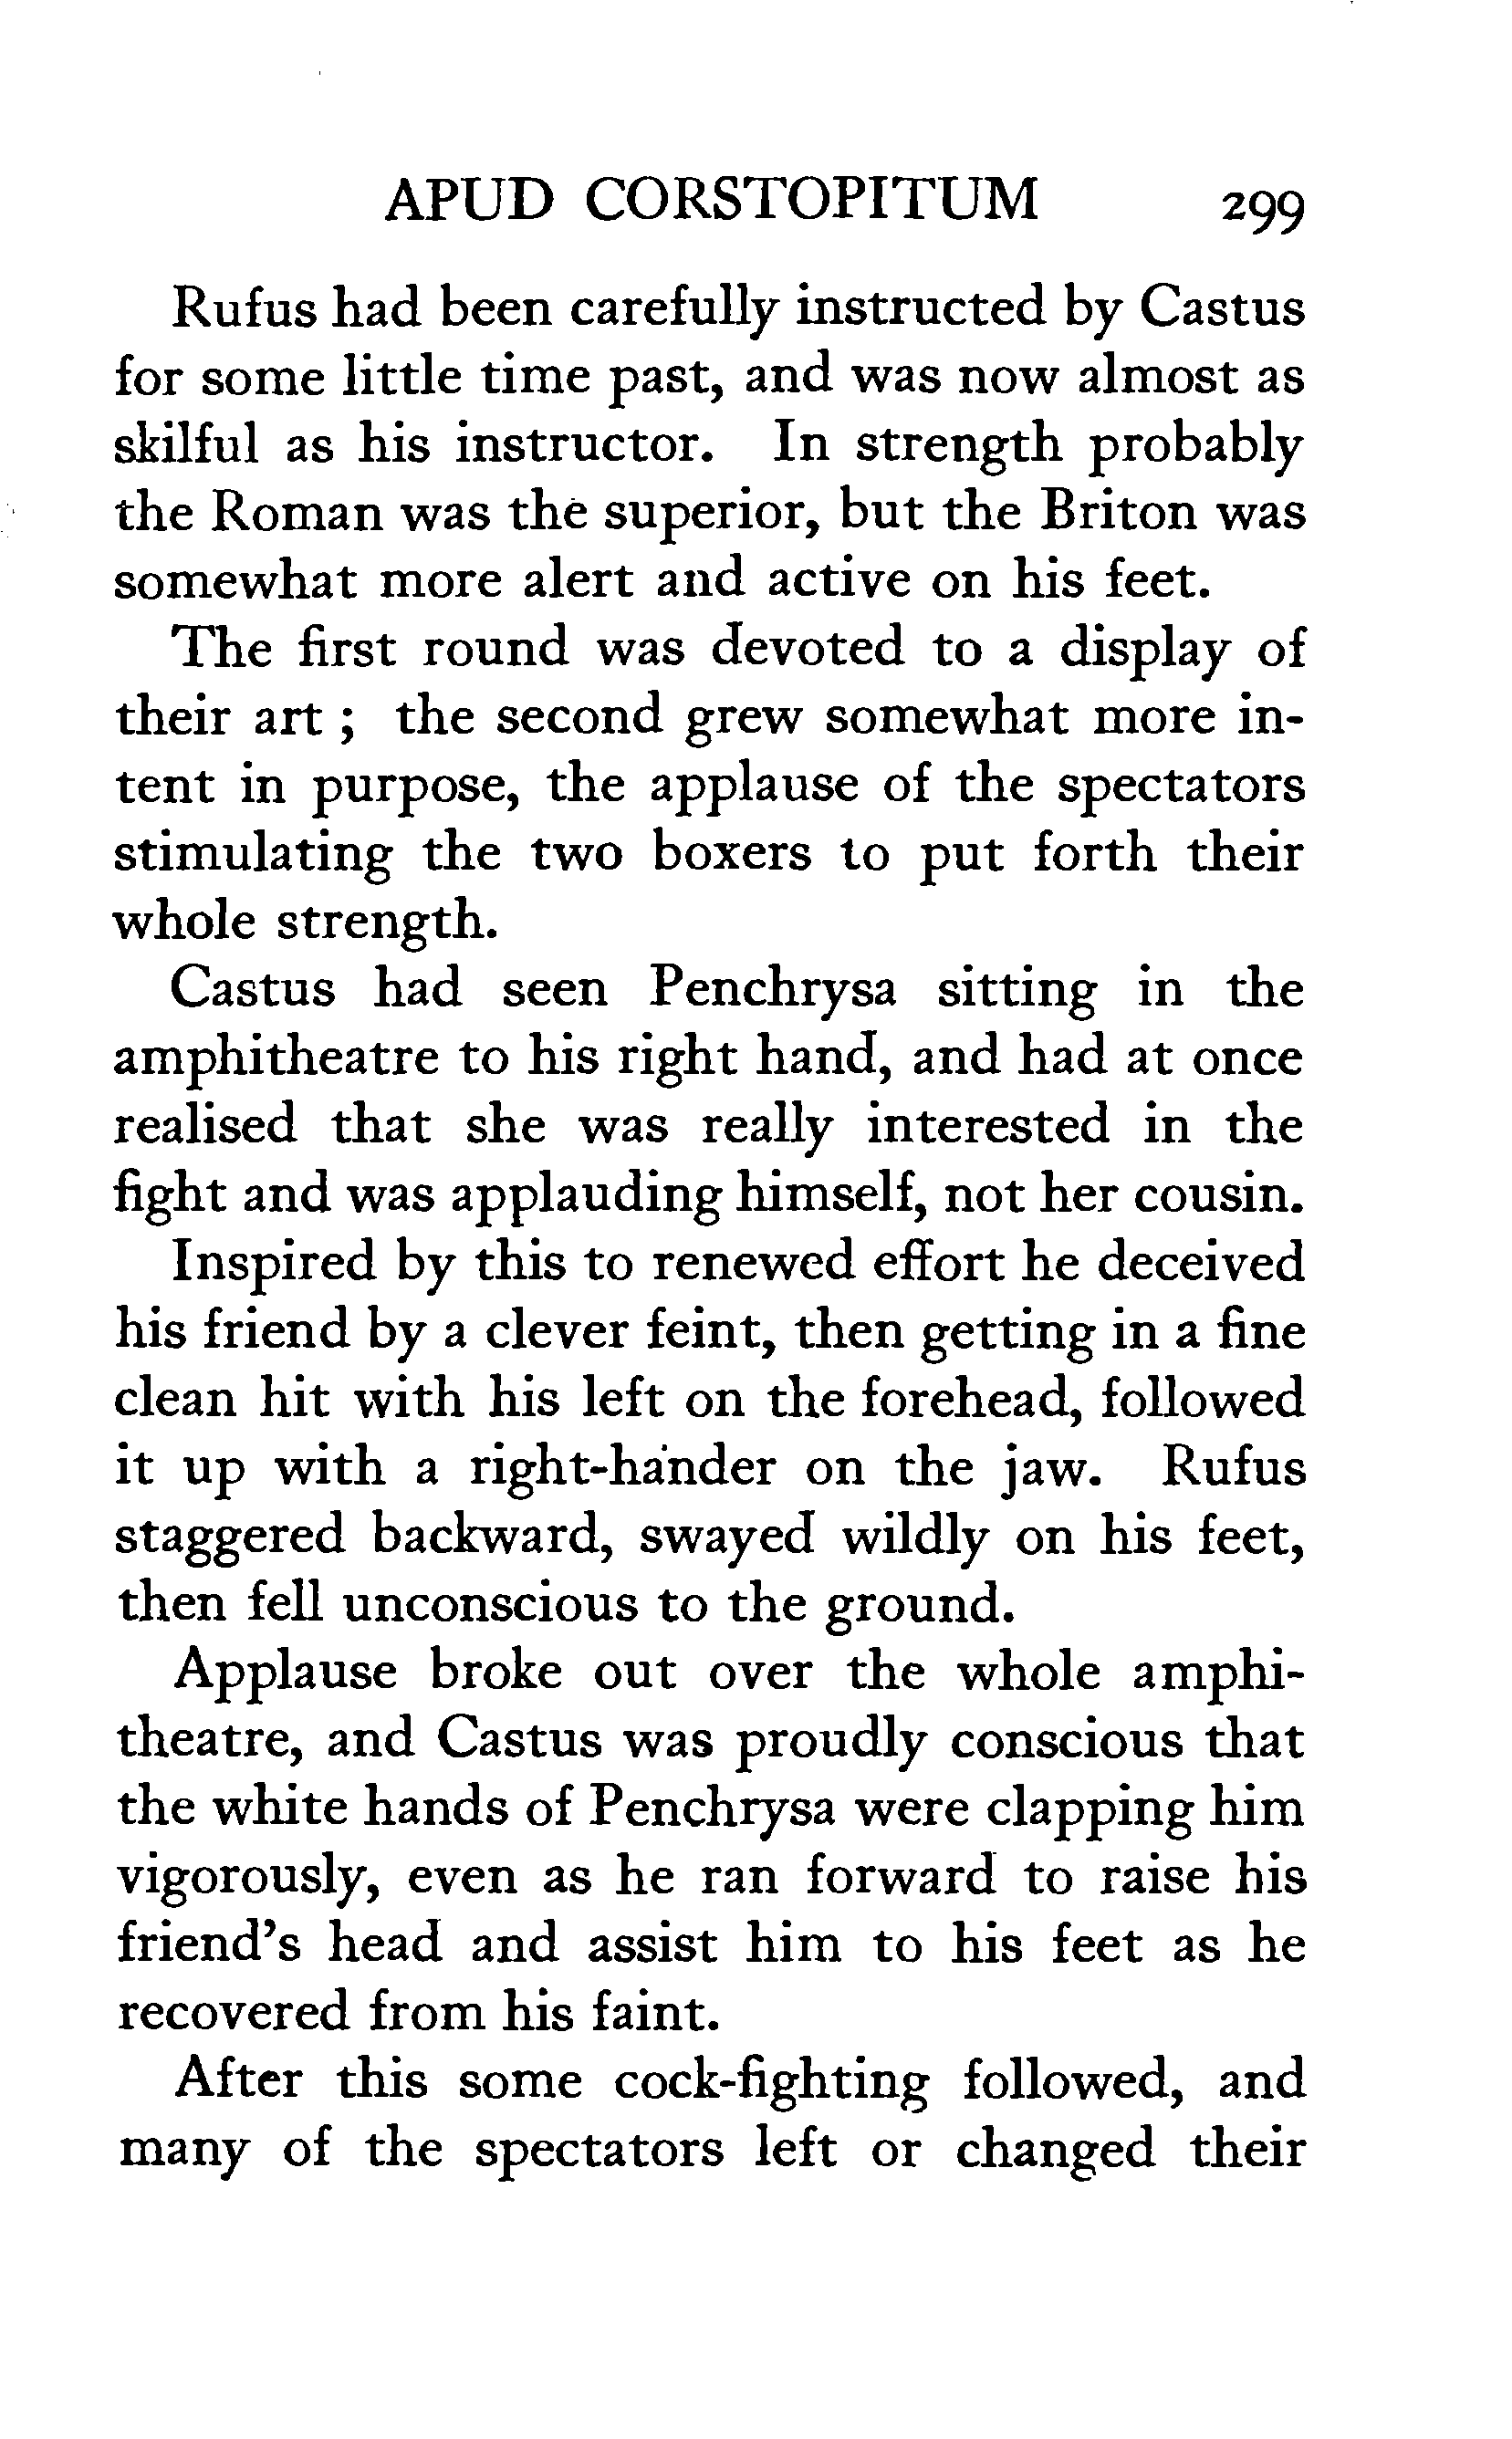 APUD CORSTOPITUM 299
Rufus had been carefully instructed by Castus
for some little time past, and was now almost as
skilful as his instructor. In strength probably
the Roman was the superior, but the Briton was
somewhat more alert and active on his feet.
The first round was devoted to a display of
their art ; the second grew somewhat more in-
tent in purpose, the applause of the spectators
stimulating the two boxers to put forth their
whole strength.
Castus had seen Penchrysa sitting in the
amphitheatre to his right hand, and had at once
realised that she was really interested in the
fight and was applauding himself, not her cousin.
Inspired by this to renewed effort he deceived
his friend by a clever feint, then getting in a fine
clean hit with his left on the forehead, followed
it up with a right-hander on the jaw. Rufus
staggered backward, swayed wildly on his feet,
then fell unconscious to the ground.
Applause broke out over the whole amphi-
theatre, and Castus was proudly conscious that
the white hands of Penchrysa were clapping him
vigorously, even as he ran forward to raise his
friend's head and assist him to his feet as he
recovered from his faint.
After this some cock-fighting followed, and
many of the spectators left or changed their